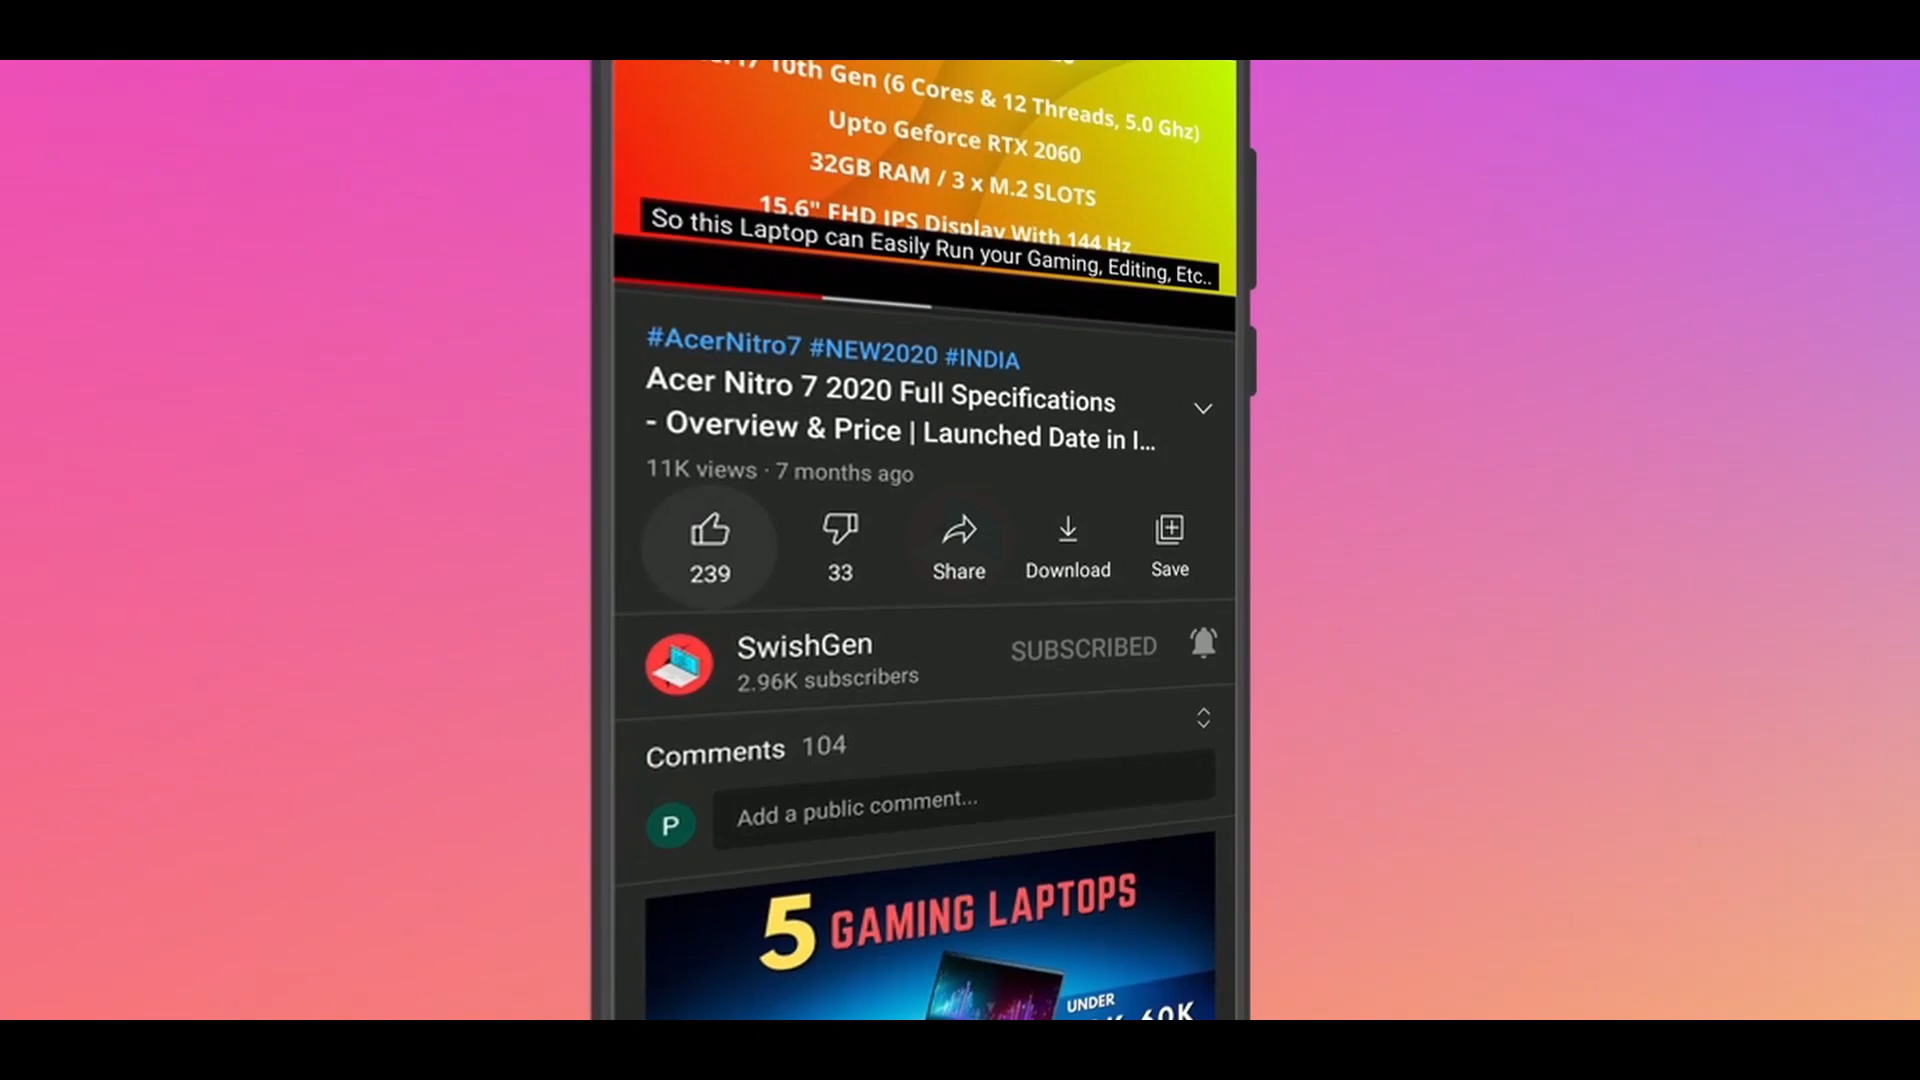 10th Gen (6 Cores & 12 Threads, 5.0 Ghz)
Upto Geforce RTX 2060
32GB RAM / 3 x M.2 SLOTS
15.6" FHD IPS Display With 144 Hz
So this Laptop can Easily Run your Gaming, Editing, Etc..
#AcerNitro7 #NEW2020 #INDIA
Acer Nitro 7 2020 Full Specifications
- Overview & Price | Launched Date in I...
11K views · 7 months ago
239
33
Share
Download
Save
SwishGen
SUBSCRIBED
2.96K subscribers
Comments 104
P
Add a public comment...
5 GAMING LAPTOPS
UNDER
60K